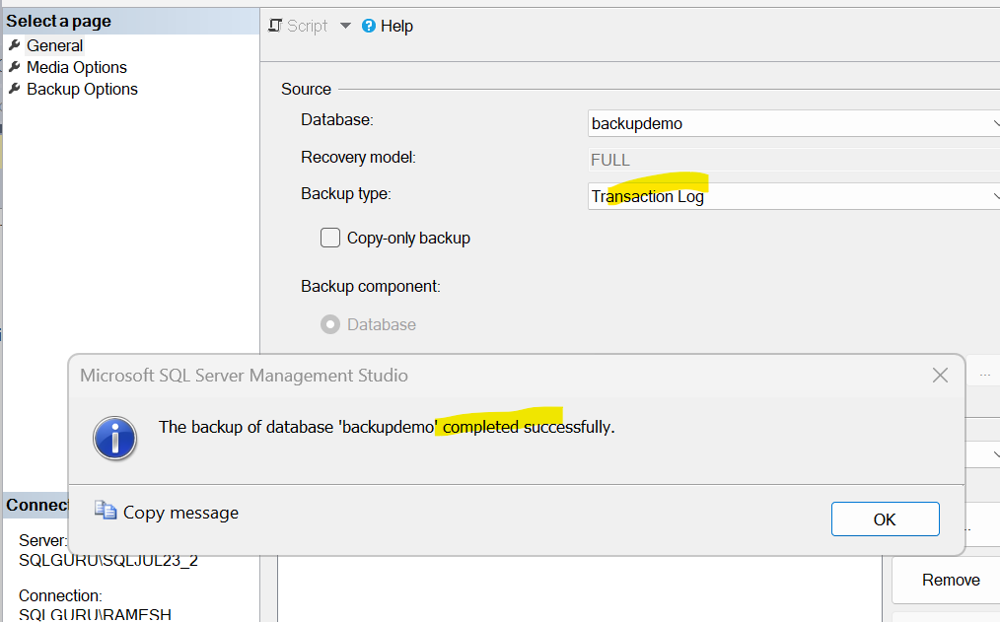 Select a page
General
Media Options
Backup Options
Script
Help
Source
Database:
backupdemo
Recovery model:
FULL
Backup type:
Transaction Log
Copy-only backup
Backup component:
Database
...
Microsoft SQL Server Management Studio
The backup of database 'backupdemo' completed successfully.
Copy message
OK
Connec
Server:
SQLGURU\SQLJUL23_2
Connection:
SQLGURU\RAMESH
Remove